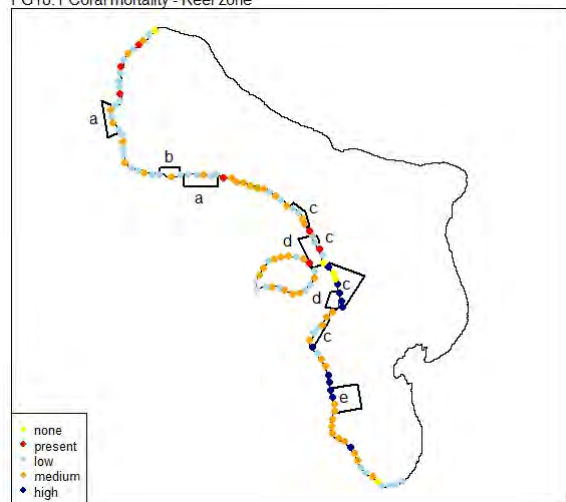 Coral mortality - Reef zone
a
b
a
c
d
c
c
d
c
e
none
present
low
medium
high